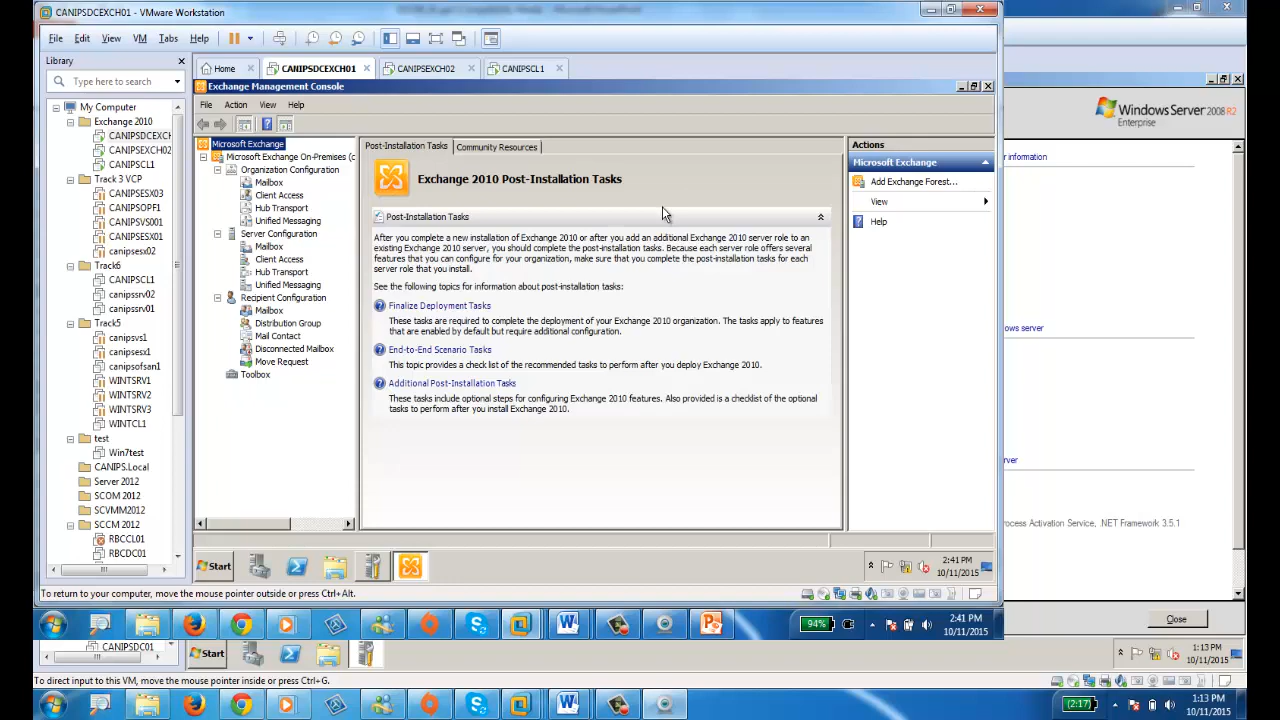 CANIPSDCEXCH01 - VMware Workstation
File Edit View VM Tabs Help
Library
Type here to search
My Computer
Exchange 2010
CANIPSDCEXCH
CANIPSEXCH02
CANIPSCL1
Track 3 VCP
CANIPSESX03
CANIPSOPF1
CANIPSVS001
CANIPSESX01
canipsesx02
Track6
CANIPSCL1
canipssrv02
canipssrv01
Track5
canipsvs1
canipsesx1
canipsofsan1
WINTSRV1
WINTSRV2
WINTSRV3
WINTCL1
test
Win7test
CANIPS.Local
Server 2012
SCOM 2012
SCVMM2012
SCCM 2012
RBCCL01
RBCDC01
Home CANIPSDCEXCH01 CANIPSEXCH02 CANIPSCL1
Exchange Management Console
File Action View Help
Microsoft Exchange
Microsoft Exchange On-Premises (c
Organization Configuration
Mailbox
Client Access
Hub Transport
Unified Messaging
Server Configuration
Mailbox
Client Access
Hub Transport
Unified Messaging
Recipient Configuration
Mailbox
Distribution Group
Mail Contact
Disconnected Mailbox
Move Request
Toolbox
Post-Installation Tasks Community Resources
Exchange 2010 Post-Installation Tasks
Post-Installation Tasks
After you complete a new installation of Exchange 2010 or after you add an additional Exchange 2010 server role to an
existing Exchange 2010 server, you should complete the post-installation tasks. Because each server role offers several
features that you can configure for your organization, make sure that you complete the post-installation tasks for each
server role that you install.
See the following topics for information about post-installation tasks:
Finalize Deployment Tasks
These tasks are required to complete the deployment of your Exchange 2010 organization. The tasks apply to features
that are enabled by default but require additional configuration.
End-to-End Scenario Tasks
This topic provides a check list of the recommended tasks to perform after you deploy Exchange 2010.
Additional Post-Installation Tasks
These tasks include optional steps for configuring Exchange 2010 features. Also provided is a checklist of the optional
tasks to perform after you install Exchange 2010.
Actions
Microsoft Exchange
Add Exchange Forest...
View
Help
Start
2:41 PM
10/11/2015
To return to your computer, move the mouse pointer outside or press Ctrl+Alt.
94%
2:41 PM
10/11/2015
Windows Server 2008 R2
Enterprise
r information
ows server
rver
rocess Activation Service, .NET Framework 3.5.1
Close
CANIPSDC01
Start
1:13 PM
10/11/2015
To direct input to this VM, move the mouse pointer inside or press Ctrl+G.
(2:17)
1:13 PM
10/11/2015